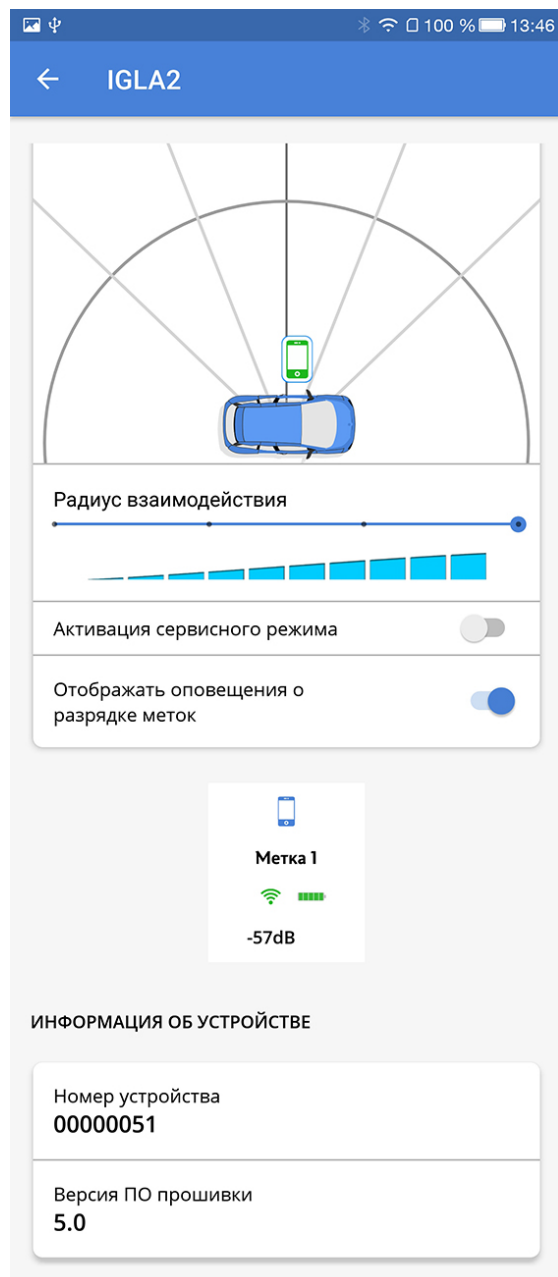 100 % 13:46
IGLA2
Радиус взаимодействия
Активация сервисного режима
Отображать оповещения о
разрядке меток
Метка 1
-57dB
ИНФОРМАЦИЯ ОБ УСТРОЙСТВЕ
Номер устройства
00000051
Версия ПО прошивки
5.0